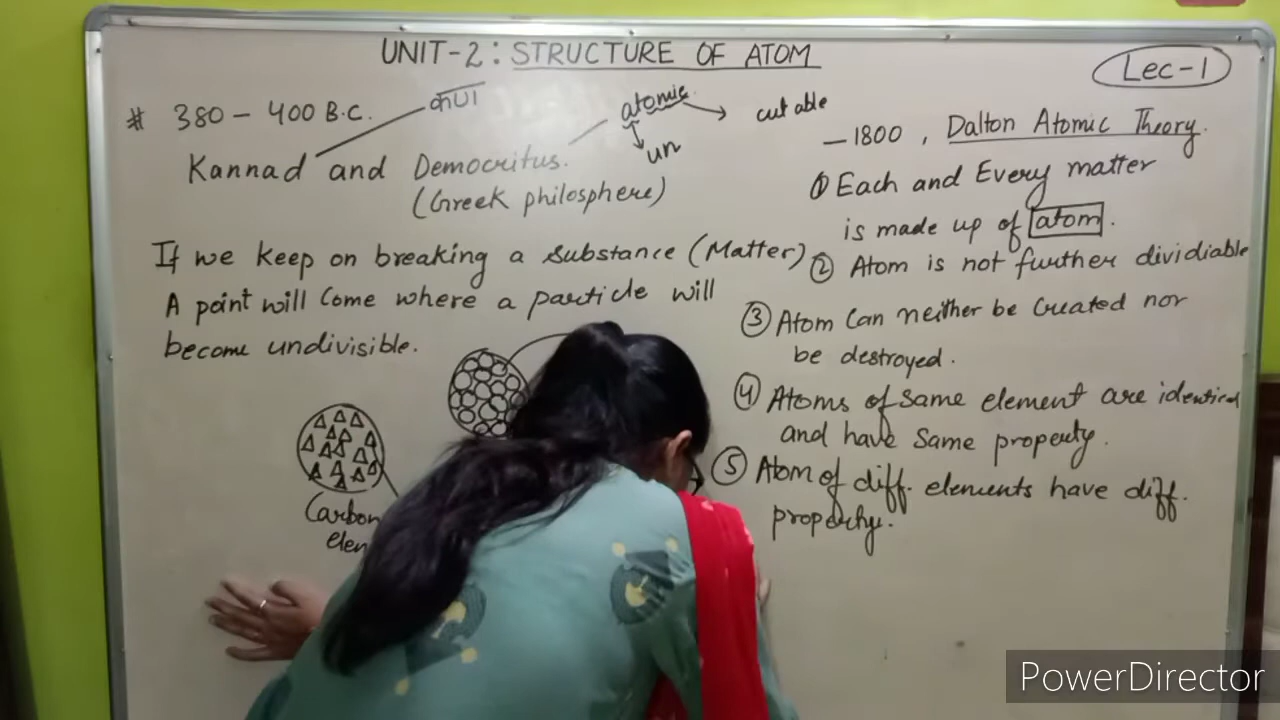 UNIT-2: STRUCTURE OF ATOM
Lec-1
# 380 - 400 B.C.
कण
atomic
cut able
un
Kannad and Democritus.
(Greek philosphere)
If we keep on breaking a substance (Matter)
A point will come where a particle will
become undivisible.
Carbon
elem
-1800, Dalton Atomic Theory.
① Each and Every matter
is made up of atom.
② Atom is not further dividiable
③ Atom can neither be created nor
be destroyed.
④ Atoms of same element are identical
and have same property.
⑤ Atom of diff. elements have diff.
property.
PowerDirector